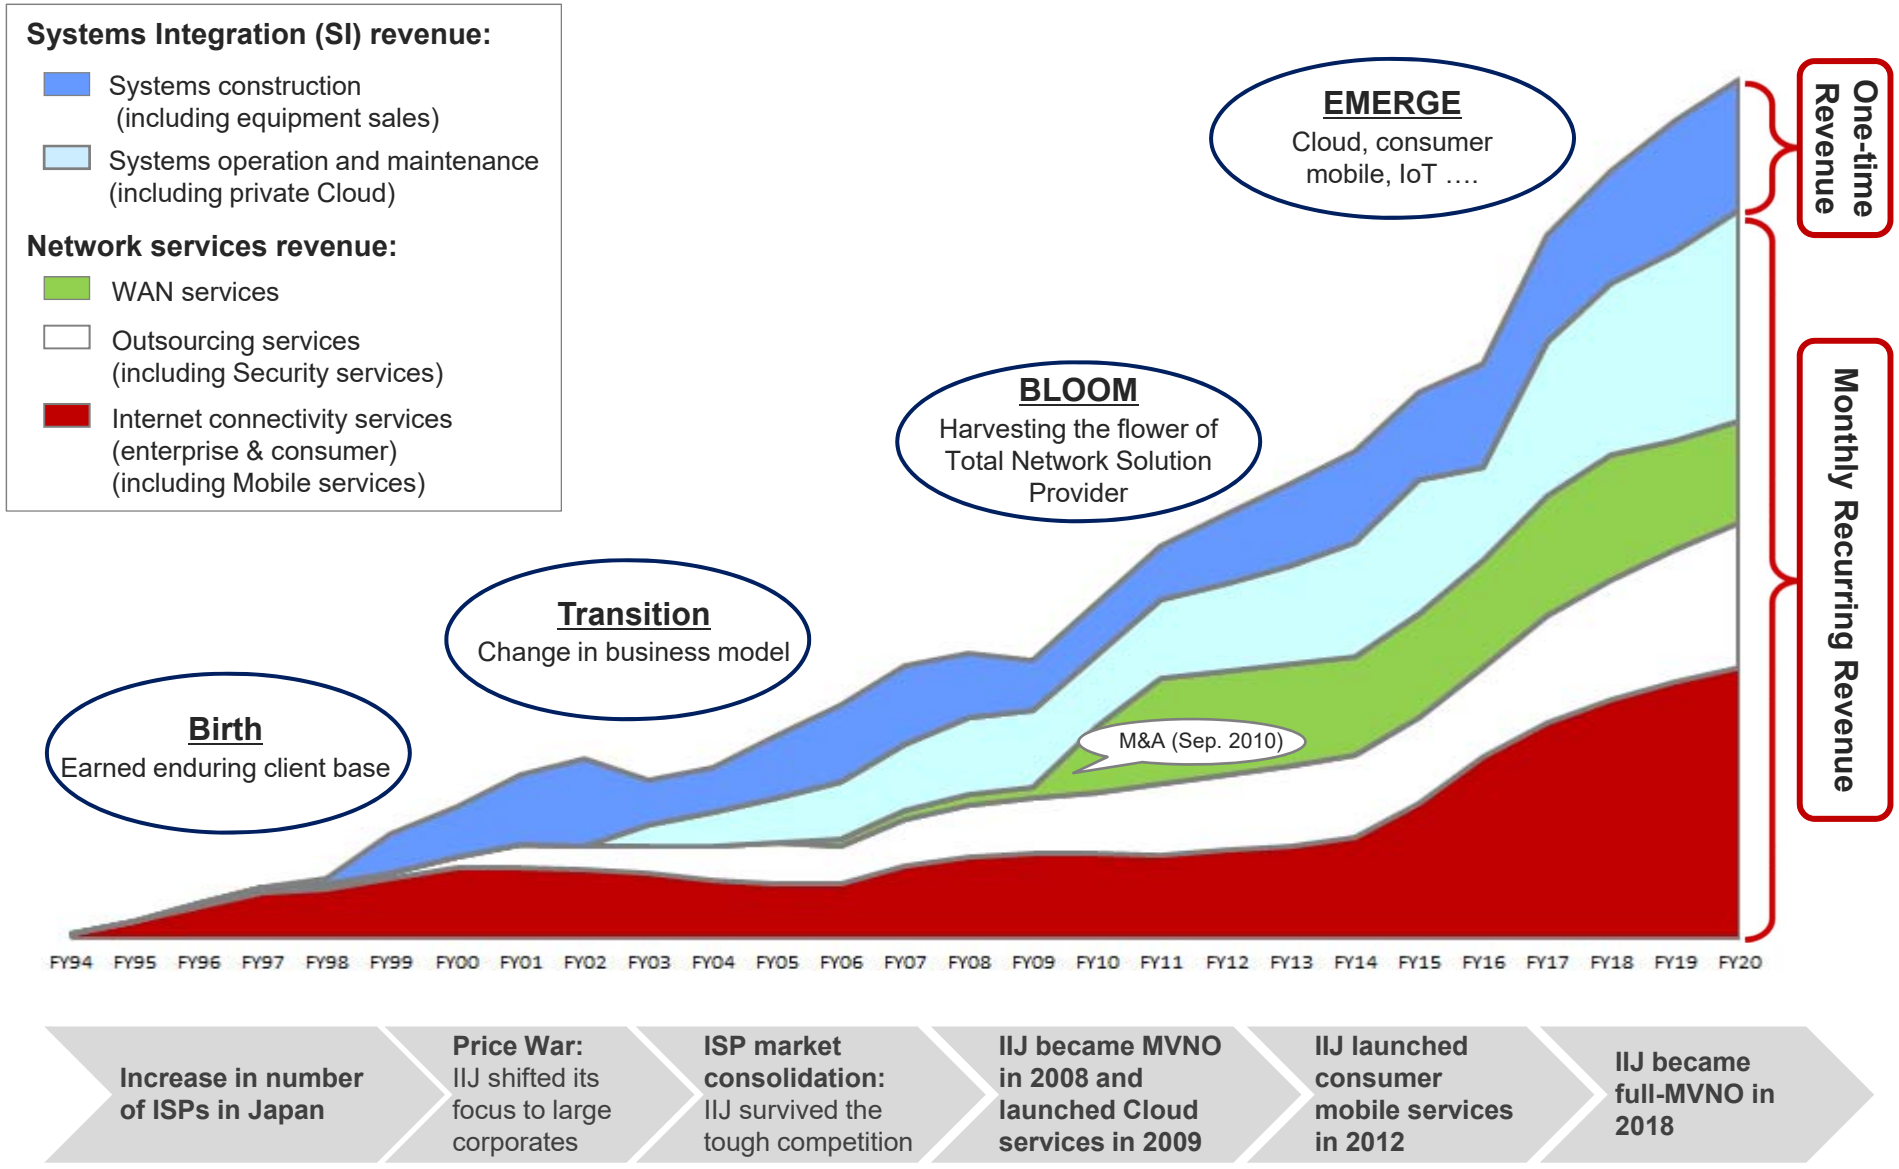 Systems Integration (SI) revenue:
Systems construction
(including equipment sales)
Systems operation and maintenance
(including private Cloud)
Network services revenue:
WAN services
Outsourcing services
(including Security services)
Internet connectivity services
(enterprise & consumer)
(including Mobile services)
EMERGE
Cloud, consumer
mobile, IoT ….
One-time
Revenue
BLOOM
Harvesting the flower of
Total Network Solution
Provider
Monthly Recurring Revenue
Transition
Change in business model
Birth
Earned enduring client base
M&A (Sep. 2010)
FY94 FY95 FY96 FY97 FY98 FY99 FY00 FY01 FY02 FY03 FY04 FY05 FY06 FY07 FY08 FY09 FY10 FY11 FY12 FY13 FY14 FY15 FY16 FY17 FY18 FY19 FY20
Increase in number
of ISPs in Japan
Price War:
IIJ shifted its
focus to large
corporates
ISP market
consolidation:
IIJ survived the
tough competition
IIJ became MVNO
in 2008 and
launched Cloud
services in 2009
IIJ launched
consumer
mobile services
in 2012
IIJ became
full-MVNO in
2018